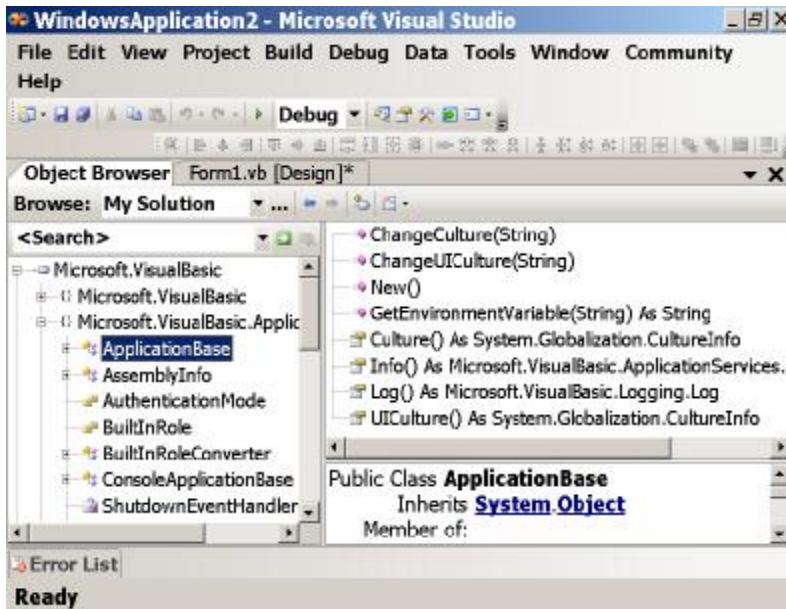 WindowsApplication2 - Microsoft Visual Studio
File Edit View Project Build Debug Data Tools Window Community
Help
Debug
Object Browser Form1.vb [Design]*
Browse: My Solution ...
<Search>
Microsoft.VisualBasic
Microsoft.VisualBasic
Microsoft.VisualBasic.Applic
ApplicationBase
AssemblyInfo
AuthenticationMode
BuiltInRole
BuiltInRoleConverter
ConsoleApplicationBase
ShutdownEventHandler
ChangeCulture(String)
ChangeUICulture(String)
New()
GetEnvironmentVariable(String) As String
Culture() As System.Globalization.CultureInfo
Info() As Microsoft.VisualBasic.ApplicationServices.
Log() As Microsoft.VisualBasic.Logging.Log
UICulture() As System.Globalization.CultureInfo
Public Class ApplicationBase
Inherits System.Object
Member of:
Error List
Ready